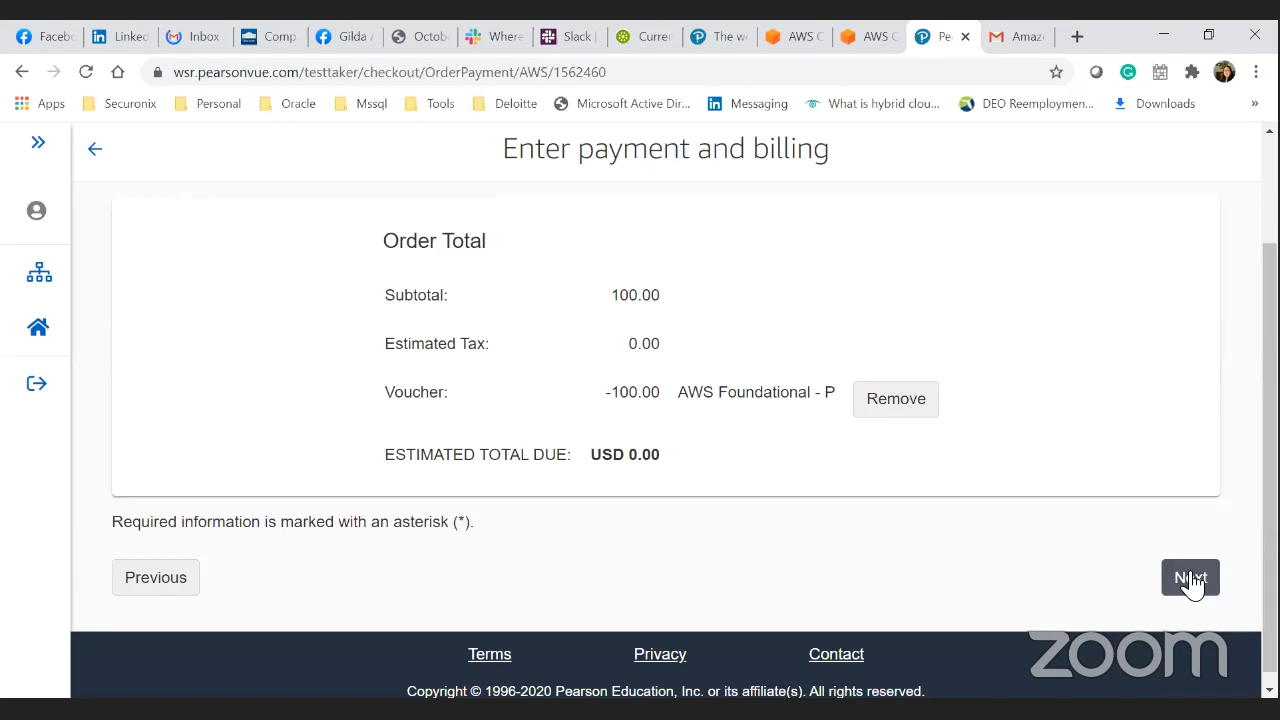 Faceb Linked Inbox Comp Gilda Octob Where Slack Curren The w AWS C AWS C Pe Amaz
wsr.pearsonvue.com/testtaker/checkout/OrderPayment/AWS/1562460
Apps Securonix Personal Oracle Mssql Tools Deloitte Microsoft Active Dir... Messaging What is hybrid clou... DEO Reemploymen... Downloads »
Enter payment and billing
Order Total
Subtotal: 100.00
Estimated Tax: 0.00
Voucher: -100.00 AWS Foundational - P Remove
ESTIMATED TOTAL DUE: USD 0.00
Required information is marked with an asterisk (*).
Previous Next
Terms Privacy Contact
zoom
Copyright © 1996-2020 Pearson Education, Inc. or its affiliate(s). All rights reserved.